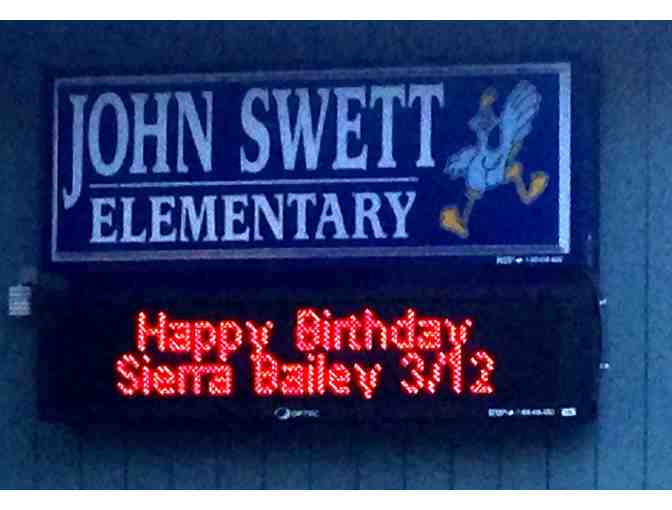 JOHN SWETT
ELEMENTARY
Happy Birthday
Sierra Bailey 3/12